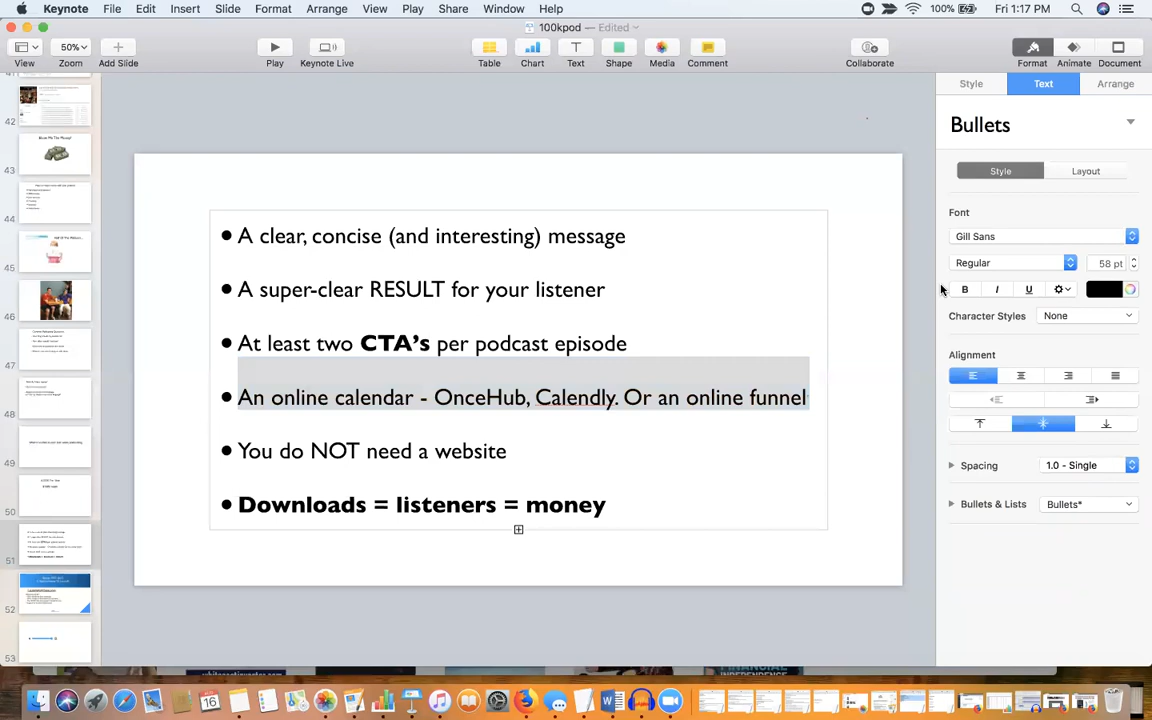 Keynote File Edit Insert Slide Format Arrange View Play Share Window Help 100% Fri 1:17 PM
100kpod — Edited
50%
View Zoom Add Slide Play Keynote Live Table Chart Text Shape Media Comment Collaborate Format Animate Document
Style Text Arrange
Bullets
Style Layout
Font
Gill Sans
Regular 58 pt
B I U
Character Styles None
Alignment
Spacing 1.0 - Single
Bullets & Lists Bullets*
42
43
44
45
46
47
48
49
50
51
52
53
• A clear, concise (and interesting) message
• A super-clear RESULT for your listener
• At least two CTA’s per podcast episode
• An online calendar - OnceHub, Calendly. Or an online funnel
• You do NOT need a website
• Downloads = listeners = money
16